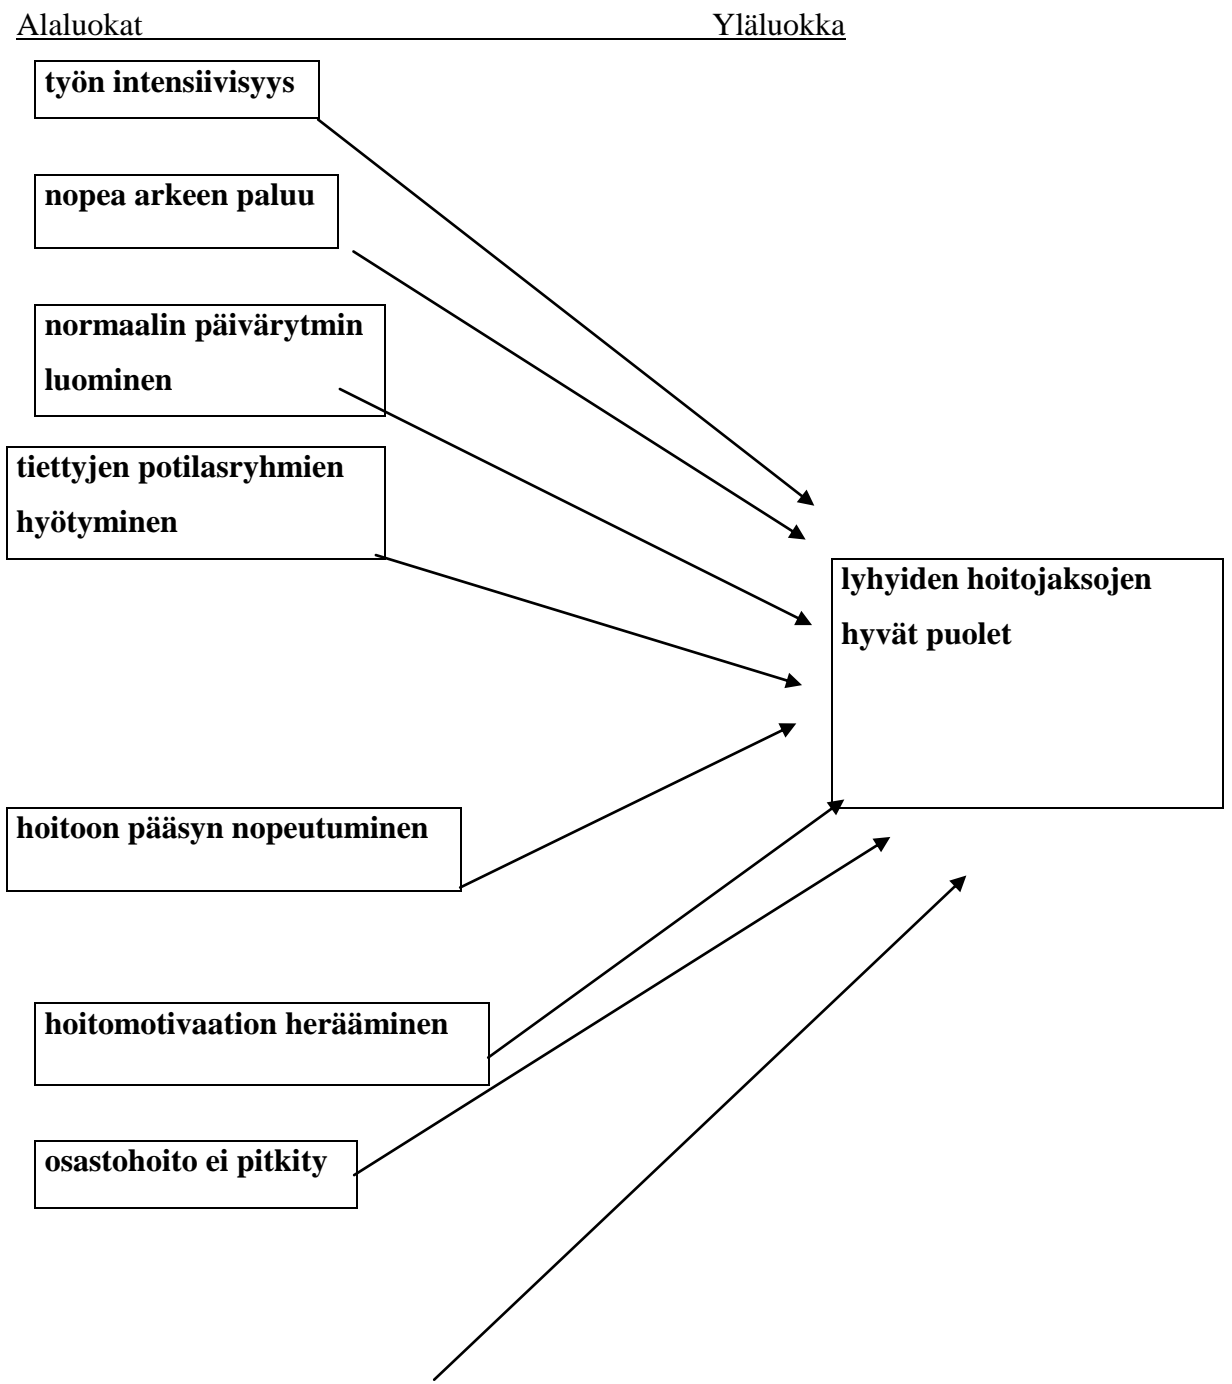 Alaluokat Yläluokka
työn intensiivisyys
nopea arkeen paluu
normaalin päivärytmin
luominen
tiettyjen potilasryhmien
hyötyminen
lyhyiden hoitojaksojen
hyvät puolet
hoitoon pääsyn nopeutuminen
hoitomotivaation herääminen
osastohoito ei pitkity